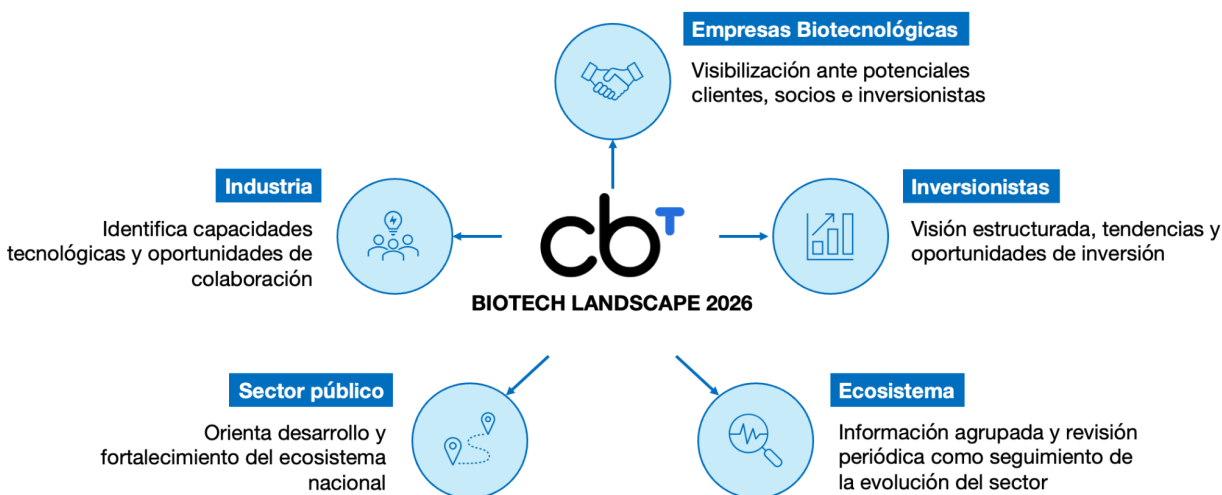 Empresas Biotecnológicas
Visibilización ante potenciales
clientes, socios e inversionistas
Industria
Identifica capacidades
tecnológicas y oportunidades de
colaboración
Inversionistas
Visión estructurada, tendencias y
oportunidades de inversión
cbT
BIOTECH LANDSCAPE 2026
Sector público
Orienta desarrollo y
fortalecimiento del ecosistema
nacional
Ecosistema
Información agrupada y revisión
periódica como seguimiento de
la evolución del sector